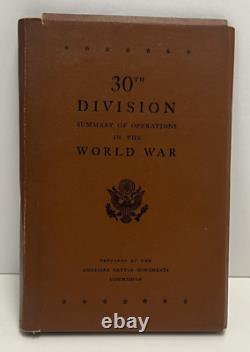 30TH
DIVISION
SUMMARY OF OPERATIONS
IN THE
WORLD WAR
PREPARED BY THE
AMERICAN BATTLE MONUMENTS
COMMISSION
ebay